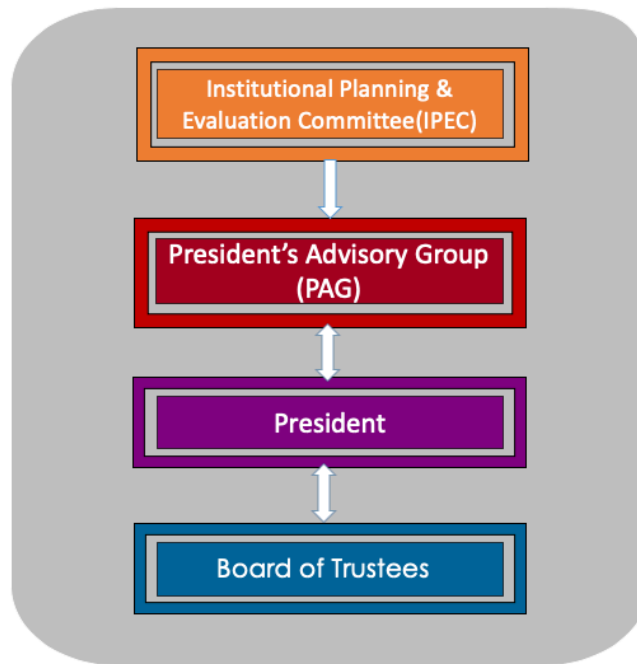 Institutional Planning &
Evaluation Committee(IPEC)
President’s Advisory Group
(PAG)
President
Board of Trustees